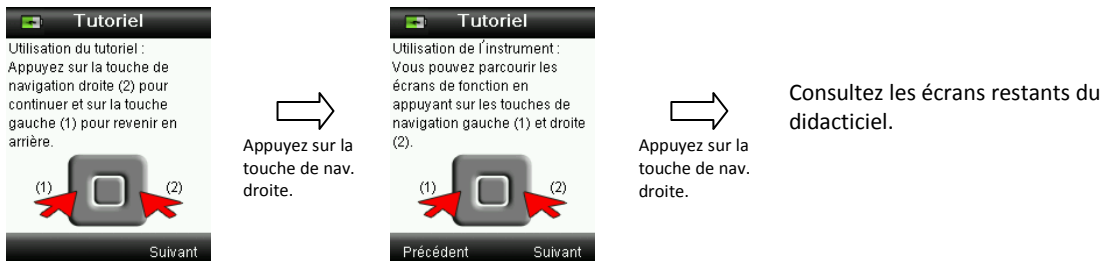 Tutoriel
Utilisation du tutoriel :
Appuyez sur la touche de
navigation droite (2) pour
continuer et sur la touche
gauche (1) pour revenir en
arrière.
(1)
(2)
Suivant
Appuyez sur la
touche de nav.
droite.
Tutoriel
Utilisation de l'instrument :
Vous pouvez parcourir les
écrans de fonction en
appuyant sur les touches de
navigation gauche (1) et droite
(2).
(1)
(2)
Précédent
Suivant
Appuyez sur la
touche de nav.
droite.
Consultez les écrans restants du
didacticiel.